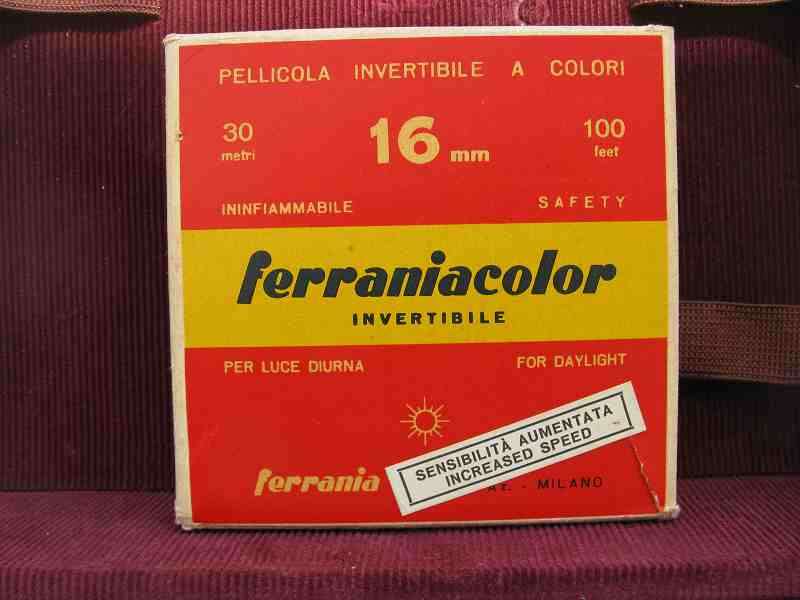 PELLICOLA INVERTIBILE A COLORI
30 16 mm 100
metri feet
ININFIAMMABILE SAFETY
ferraniacolor
INVERTIBILE
PER LUCE DIURNA FOR DAYLIGHT
SENSIBILITÀ AUMENTATA
INCREASED SPEED
ferrania - MILANO